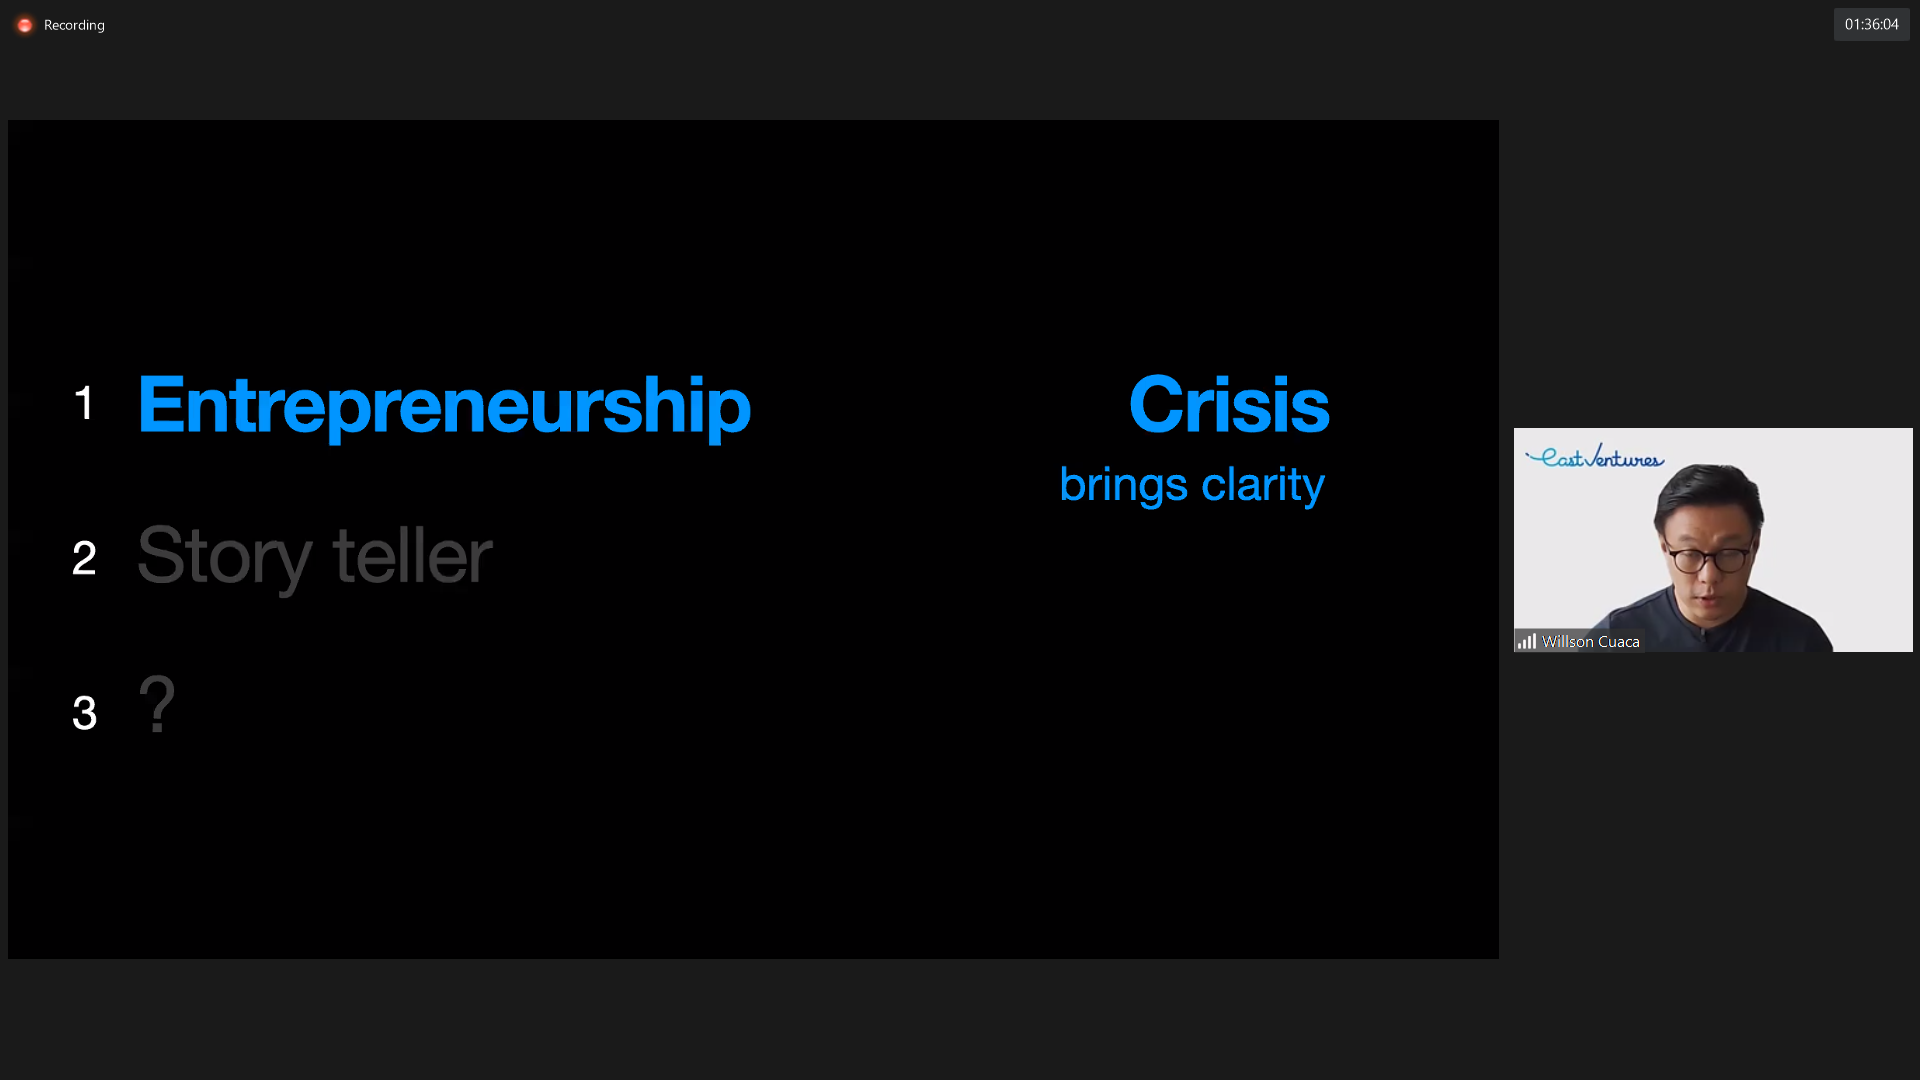 Recording
01:36:04
1 Entrepreneurship
Crisis
brings clarity
2 Story teller
3 ?
East Ventures
Willson Cuaca